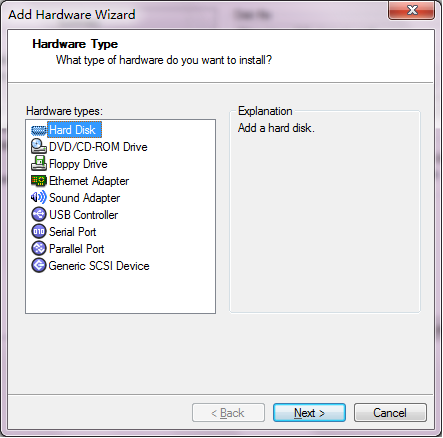 Add Hardware Wizard
Hardware Type
What type of hardware do you want to install?
Hardware types:
Hard Disk
DVD/CD-ROM Drive
Floppy Drive
Ethernet Adapter
Sound Adapter
USB Controller
Serial Port
Parallel Port
Generic SCSI Device
Explanation
Add a hard disk.
< Back
Next >
Cancel